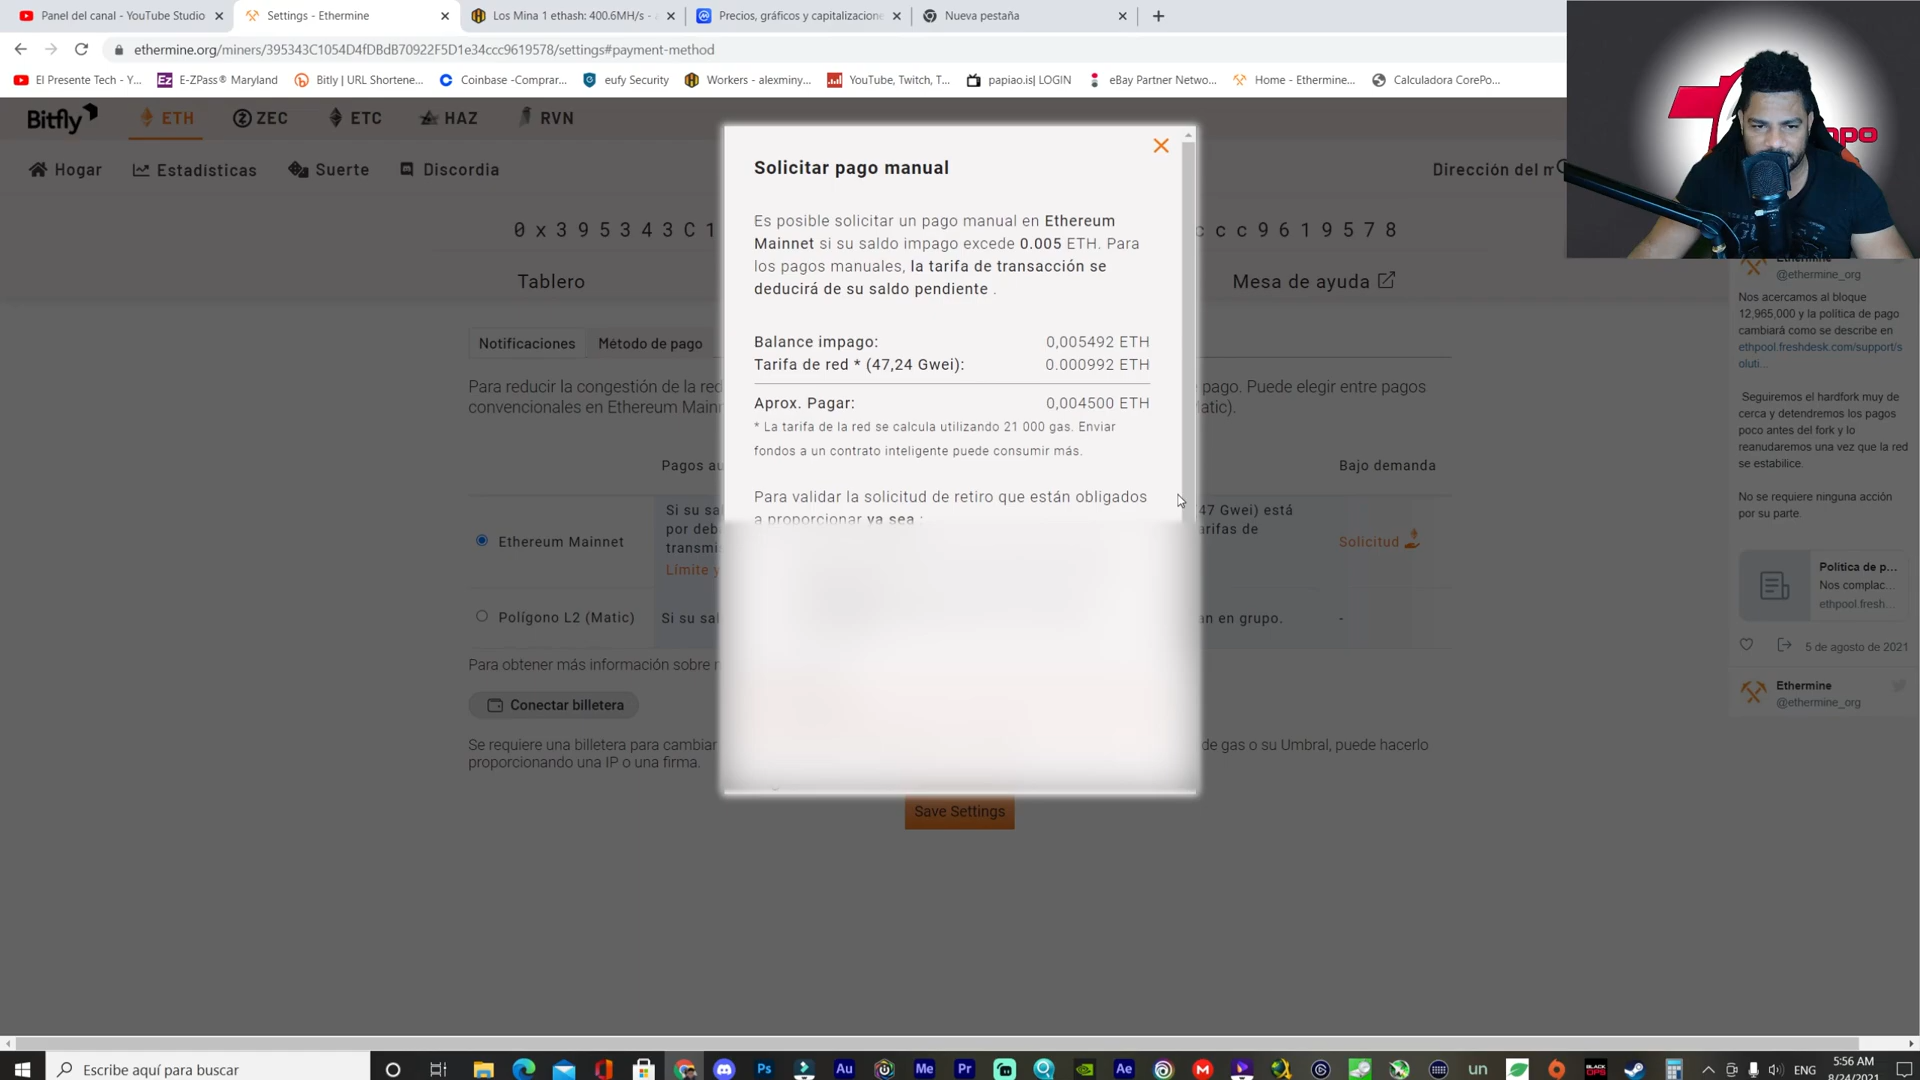 Panel del canal - YouTube Studio
Settings - Ethermine
Los Mina 1 ethash: 400.6MH/s -
Precios, gráficos y capitalizacione
Nueva pestaña
ethermine.org/miners/395343C1054D4fDBdB70922F5D1e34ccc9619578/settings#payment-method
El Presente Tech - Y...
E-ZPass® Maryland
Bitly | URL Shortene...
Coinbase -Comprar...
eufy Security
Workers - alexminy...
YouTube, Twitch, T...
papiao.is| LOGIN
eBay Partner Netwo...
Home - Ethermine...
Calculadora CorePo...
Bitfly
ETH
ZEC
ETC
HAZ
RVN
Hogar
Estadísticas
Suerte
Discordia
Dirección del m
0x395343C1
ccc9619578
Tablero
Mesa de ayuda
Notificaciones
Método de pago
Para reducir la congestión de la red
pago. Puede elegir entre pagos
convencionales en Ethereum Main
Matic).
Pagos au
Bajo demanda
Ethereum Mainnet
Si su sal
por deb
transmi
Límite y
47 Gwei) está
arifas de
Solicitud
Polígono L2 (Matic)
Si su sal
an en grupo.
-
Para obtener más información sobre
Conectar billetera
Se requiere una billetera para cambiar
de gas o su Umbral, puede hacerlo
proporcionando una IP o una firma.
Save Settings
Solicitar pago manual
Es posible solicitar un pago manual en Ethereum
Mainnet si su saldo impago excede 0.005 ETH. Para
los pagos manuales, la tarifa de transacción se
deducirá de su saldo pendiente .
Balance impago: 0,005492 ETH
Tarifa de red * (47,24 Gwei): 0.000992 ETH
Aprox. Pagar: 0,004500 ETH
* La tarifa de la red se calcula utilizando 21 000 gas. Enviar
fondos a un contrato inteligente puede consumir más.
Para validar la solicitud de retiro que están obligados
a proporcionar ya sea :
Ethermine
@ethermine_org
Nos acercamos al bloque
12,965,000 y la política de pago
cambiará como se describe en
ethpool.freshdesk.com/support/s
oluti...
Seguiremos el hardfork muy de
cerca y detendremos los pagos
poco antes del fork y lo
reanudaremos una vez que la red
se estabilice.
No se requiere ninguna acción
por su parte.
Política de p...
Nos complac...
ethpool.fresh...
5 de agosto de 2021
Ethermine
@ethermine_org
Escribe aquí para buscar
Ps
Au
Me
Pr
Ae
un
BLACK
OPS
ENG
5:56 AM
8/24/2021